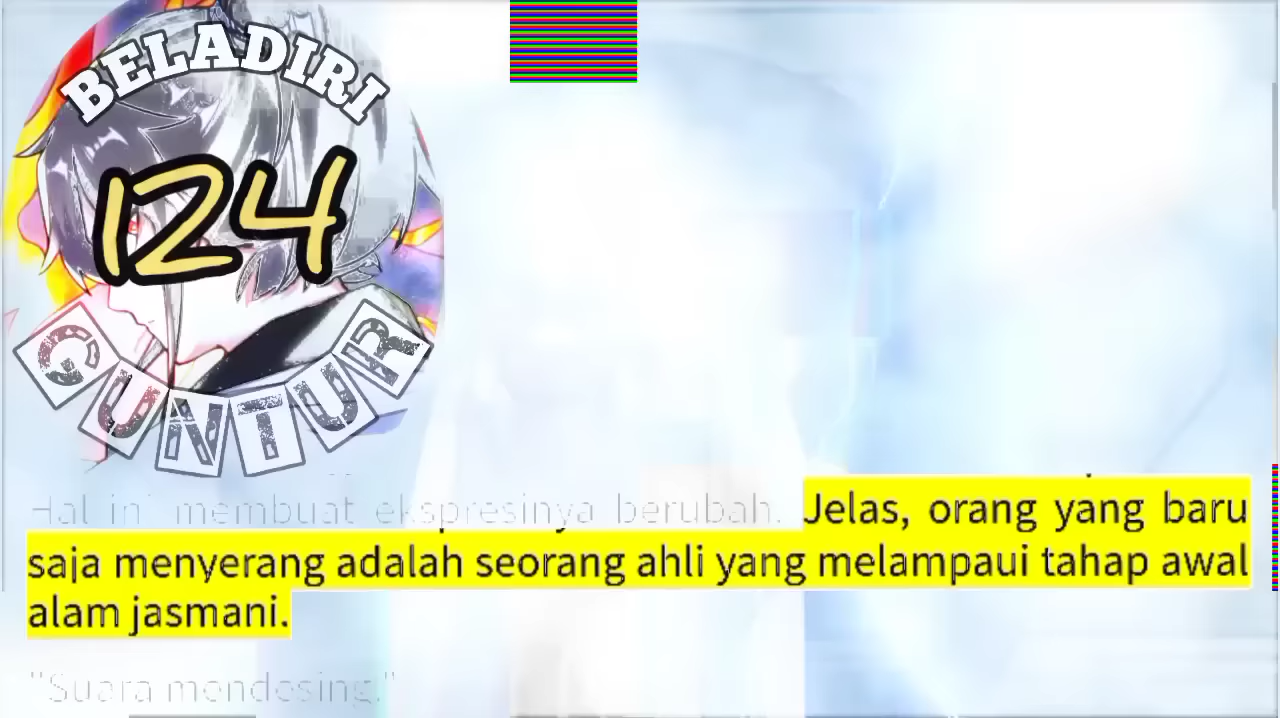 BELADIRI
124
GUNTUR
Hal ini membuat ekspresinya berubah. Jelas, orang yang baru
saja menyerang adalah seorang ahli yang melampaui tahap awal
alam jasmani.
"Suara mendesing."